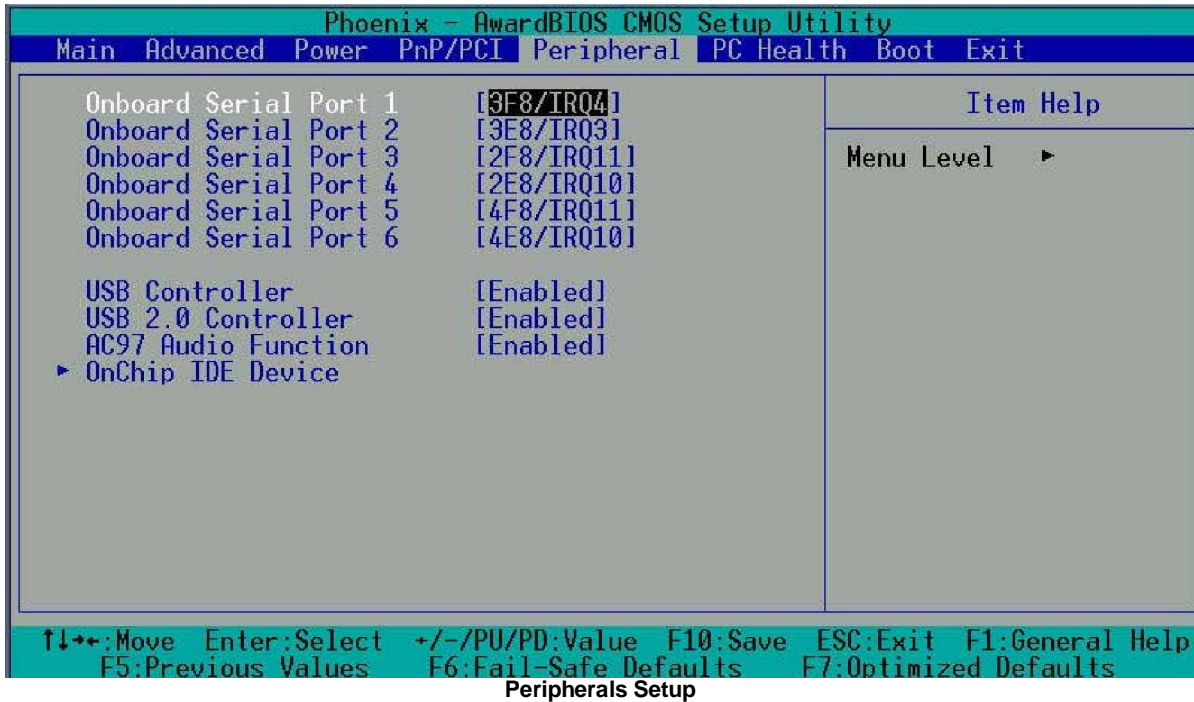 Phoenix - AwardBIOS CMOS Setup Utility
Main Advanced Power PnP/PCI Peripheral PC Health Boot Exit
Onboard Serial Port 1 [3F8/IRQ4]
Onboard Serial Port 2 [3E8/IRQ3]
Onboard Serial Port 3 [2F8/IRQ11]
Onboard Serial Port 4 [2E8/IRQ10]
Onboard Serial Port 5 [4F8/IRQ11]
Onboard Serial Port 6 [4E8/IRQ10]
USB Controller [Enabled]
USB 2.0 Controller [Enabled]
AC97 Audio Function [Enabled]
► OnChip IDE Device
Item Help
Menu Level ►
↑↓→←:Move Enter:Select +/-/PU/PD:Value F10:Save ESC:Exit F1:General Help
F5:Previous Values F6:Fail-Safe Defaults F7:Optimized Defaults
Peripherals Setup